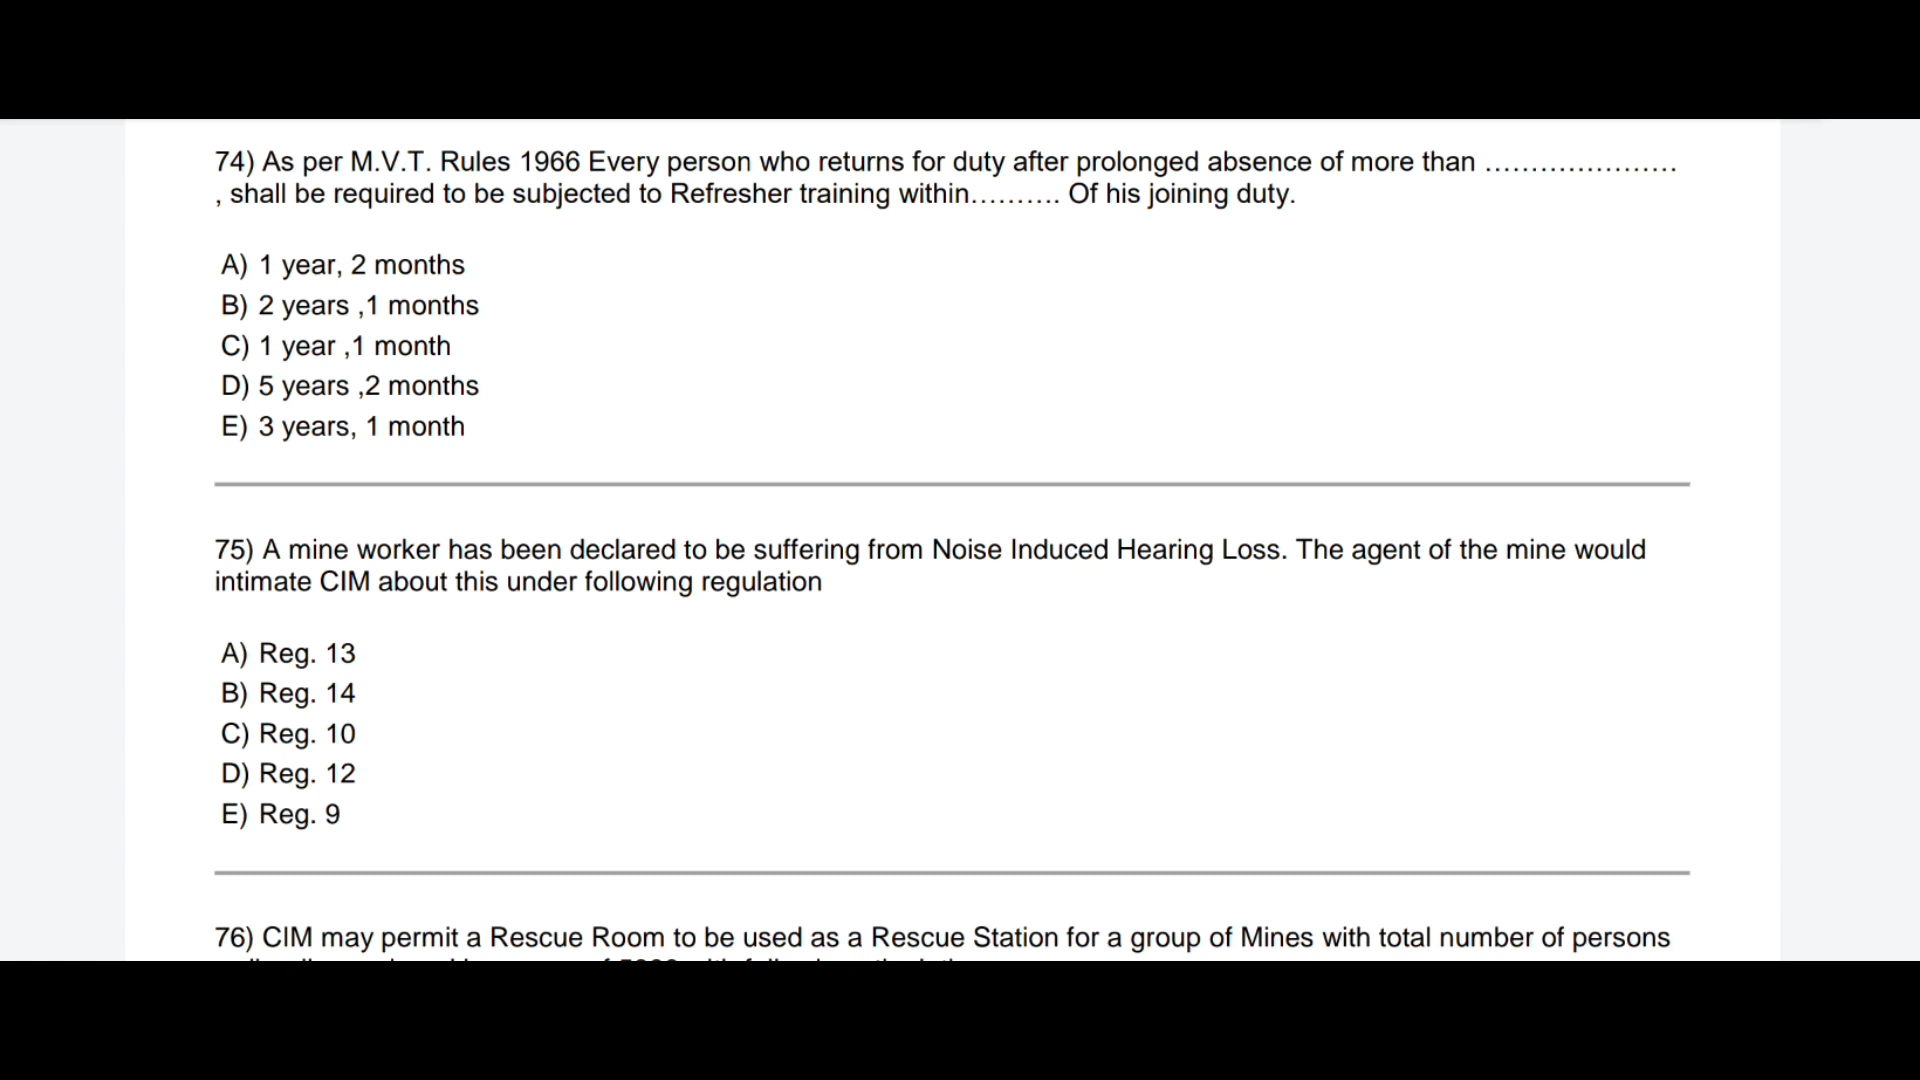 74) As per M.V.T. Rules 1966 Every person who returns for duty after prolonged absence of more than .....................
, shall be required to be subjected to Refresher training within.......... Of his joining duty.
A) 1 year, 2 months
B) 2 years ,1 months
C) 1 year ,1 month
D) 5 years ,2 months
E) 3 years, 1 month
75) A mine worker has been declared to be suffering from Noise Induced Hearing Loss. The agent of the mine would
intimate CIM about this under following regulation
A) Reg. 13
B) Reg. 14
C) Reg. 10
D) Reg. 12
E) Reg. 9
76) CIM may permit a Rescue Room to be used as a Rescue Station for a group of Mines with total number of persons